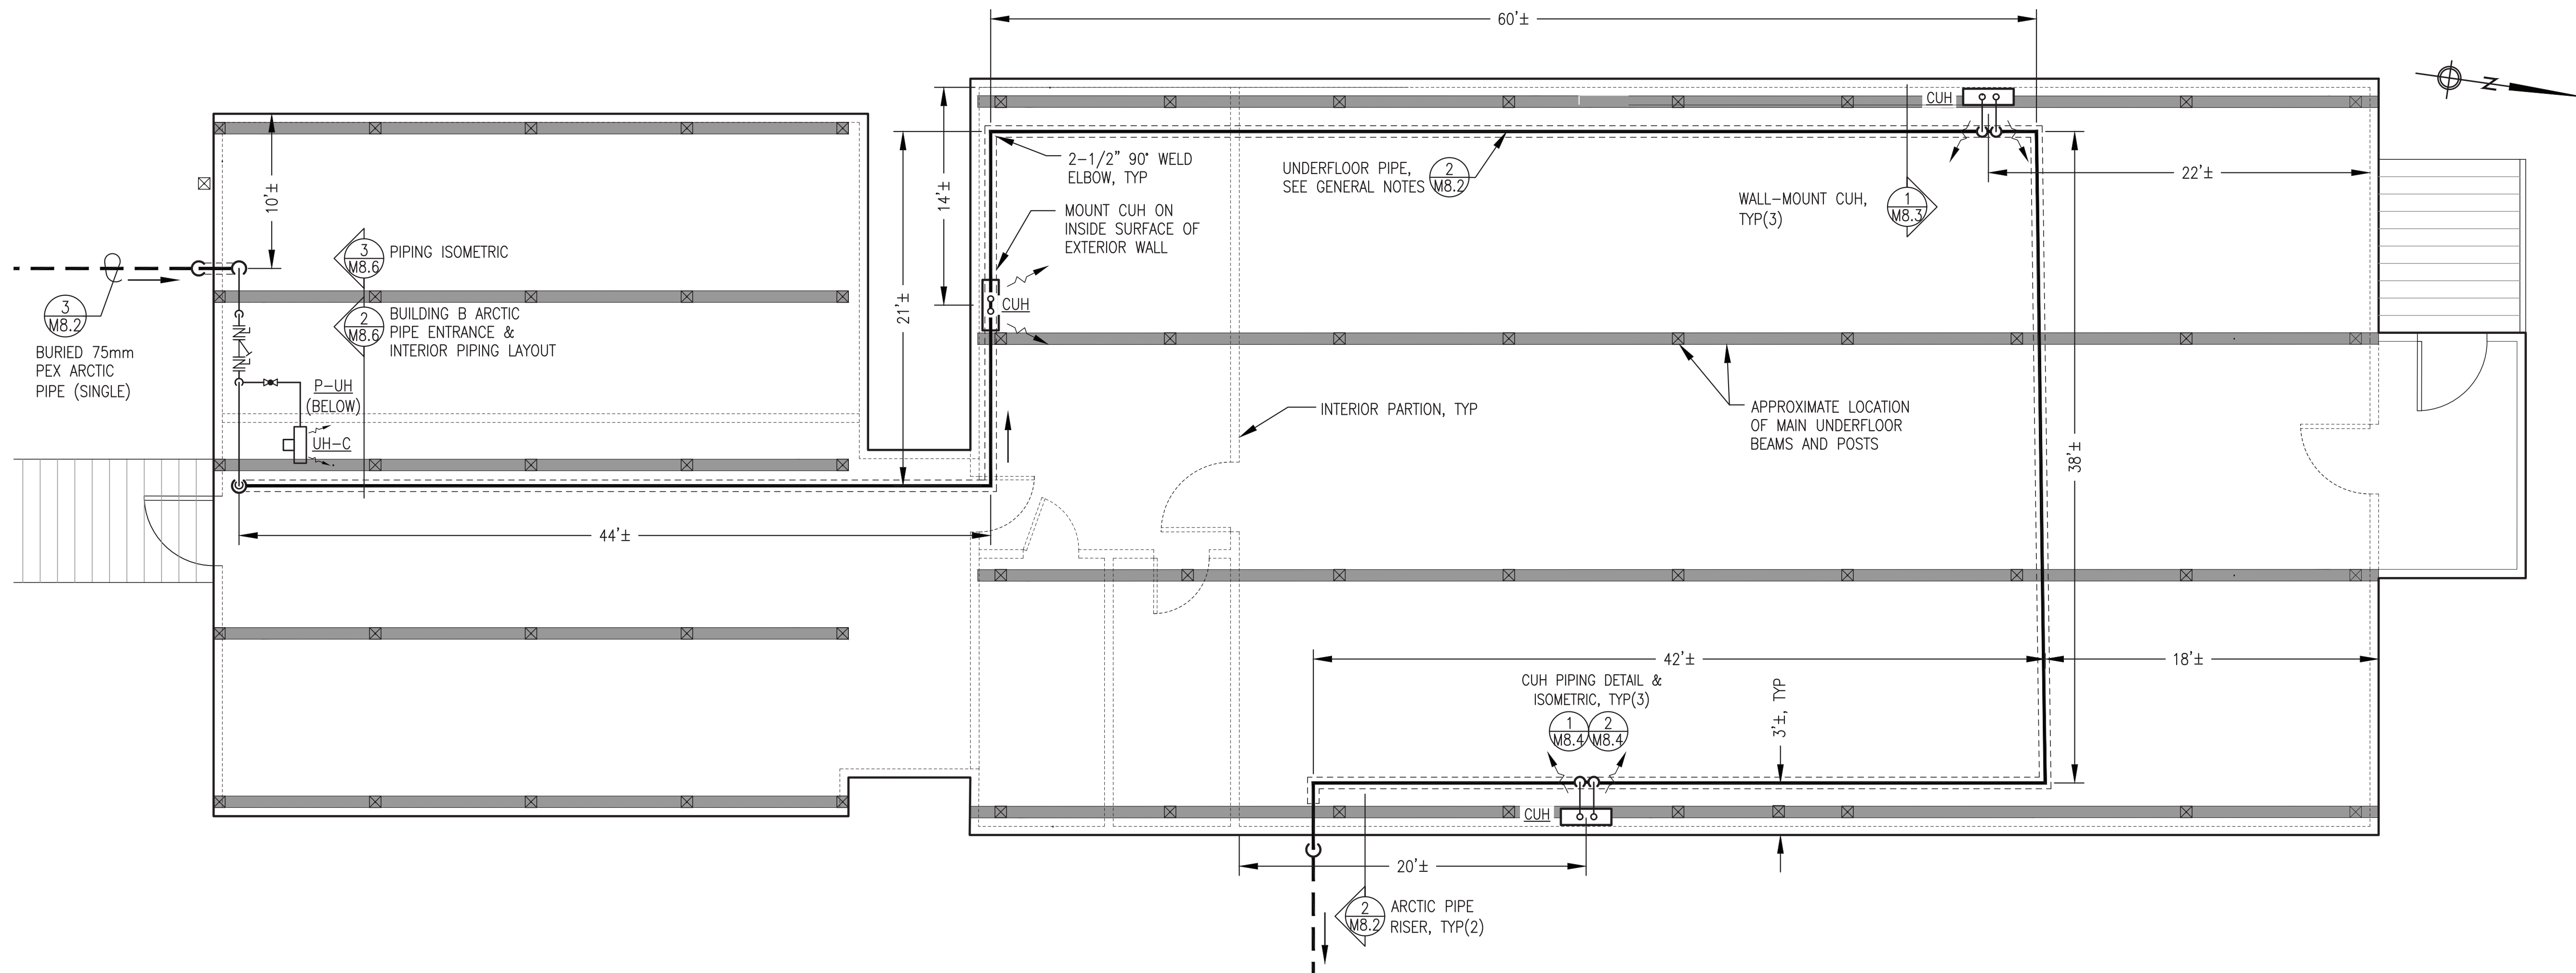 60'±
N
10'±
14'±
21'±
2-1/2" 90° WELD
ELBOW, TYP
MOUNT CUH ON
INSIDE SURFACE OF
EXTERIOR WALL
CUH
UNDERFLOOR PIPE,
SEE GENERAL NOTES
2
M8.2
CUH
WALL-MOUNT CUH,
TYP(3)
1
M8.3
22'±
3
M8.6
PIPING ISOMETRIC
2
M8.6
BUILDING B ARCTIC
PIPE ENTRANCE &
INTERIOR PIPING LAYOUT
3
M8.2
BURIED 75mm
PEX ARCTIC
PIPE (SINGLE)
P-UH
(BELOW)
UH-C
INTERIOR PARTION, TYP
APPROXIMATE LOCATION
OF MAIN UNDERFLOOR
BEAMS AND POSTS
38'±
44'±
42'±
18'±
CUH PIPING DETAIL &
ISOMETRIC, TYP(3)
1
M8.4
2
M8.4
3'±, TYP
CUH
20'±
2
M8.2
ARCTIC PIPE
RISER, TYP(2)